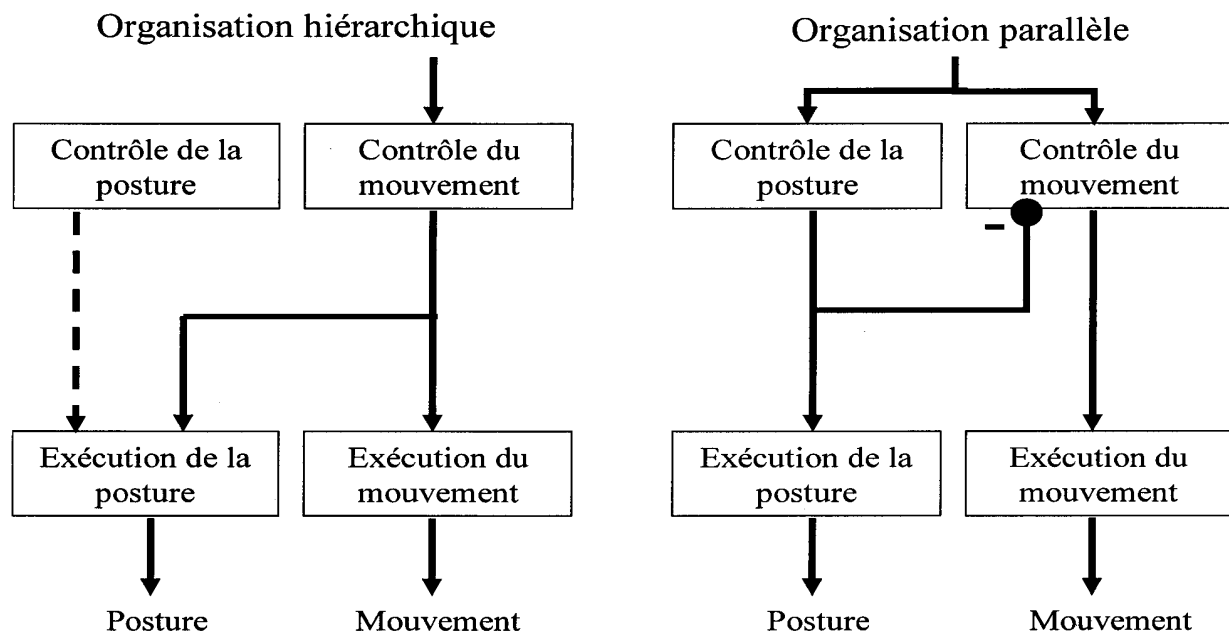 Organisation hiérarchique
Contrôle de la
posture
Contrôle du
mouvement
Exécution de la
posture
Exécution du
mouvement
Posture
Mouvement
Organisation parallèle
Contrôle de la
posture
Contrôle du
mouvement
-
Exécution de la
posture
Exécution du
mouvement
Posture
Mouvement